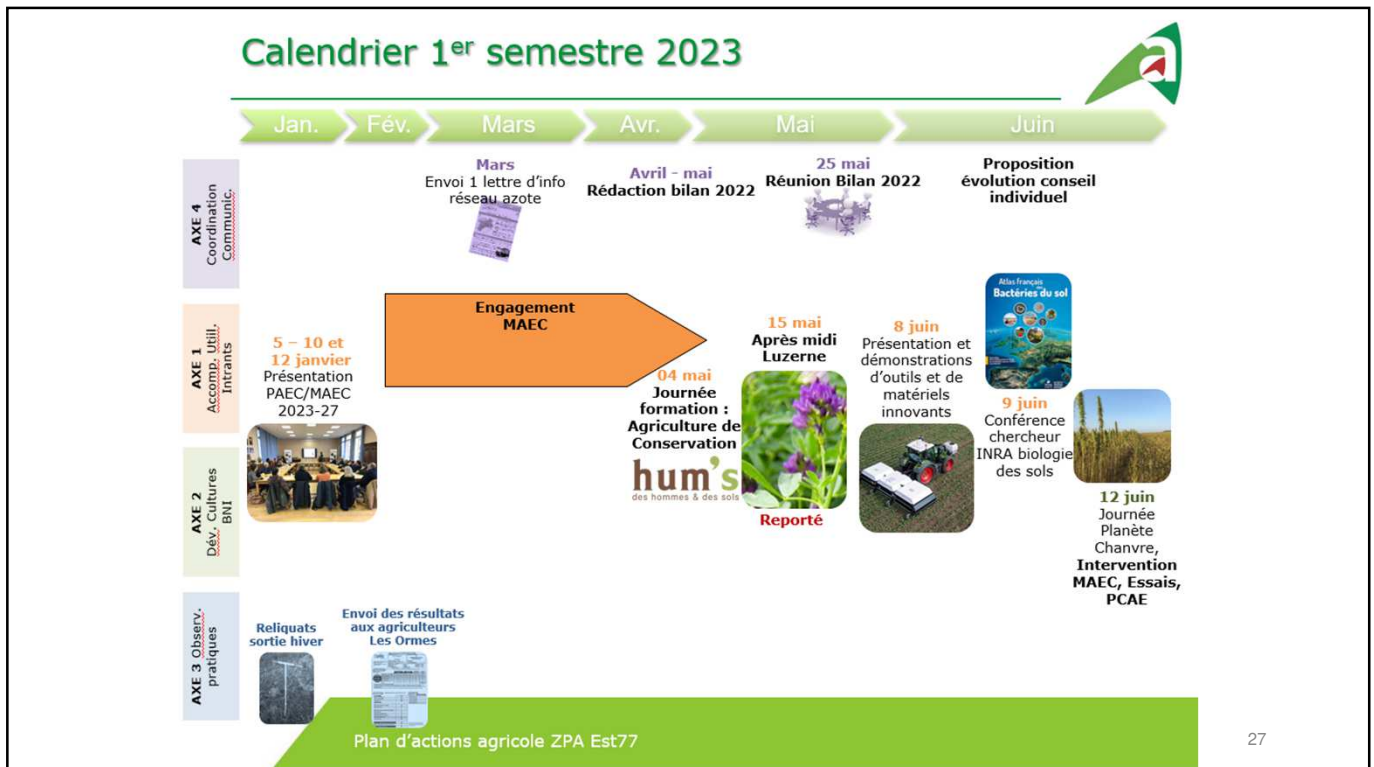 Calendrier 1er semestre 2023
Jan.
Fév.
Mars
Avr.
Mai
Juin
AXE 4
Coordination
Communic.
Mars
Envoi 1 lettre d'info
réseau azote
Avril - mai
Rédaction bilan 2022
25 mai
Réunion Bilan 2022
Proposition
évolution conseil
individuel
AXE 1
Accomp. Util.
Intrants
5 – 10 et
12 janvier
Présentation
PAEC/MAEC
2023-27
Engagement
MAEC
04 mai
Journée
formation :
Agriculture de
Conservation
hum's
des hommes & des sols
15 mai
Après midi
Luzerne
Reporté
8 juin
Présentation et
démonstrations
d'outils et de
matériels
innovants
Atlas français
des
Bactéries du sol
9 juin
Conférence
chercheur
INRA biologie
des sols
12 juin
Journée
Planète
Chanvre,
Intervention
MAEC, Essais,
PCAE
AXE 2
Dév. Cultures
BNI
AXE 3 Observ.
pratiques
Reliquats
sortie hiver
Envoi des résultats
aux agriculteurs
Les Ormes
Plan d'actions agricole ZPA Est77
27